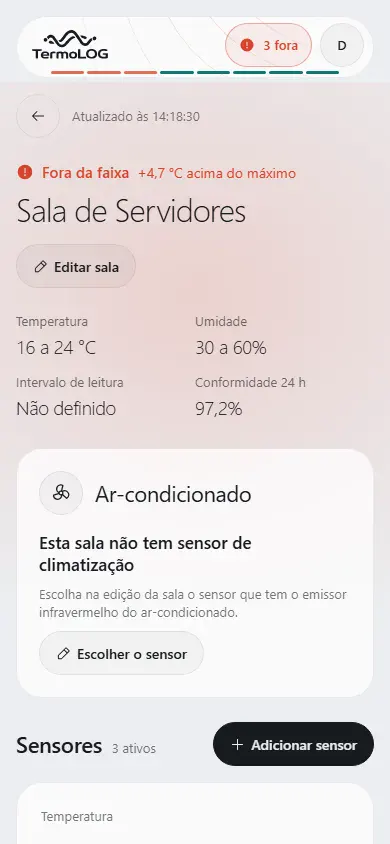 TermoLOG
3 fora
D
Atualizado às 14:18:30
Fora da faixa +4,7 °C acima do máximo
Sala de Servidores
Editar sala
Temperatura
16 a 24 °C
Umidade
30 a 60%
Intervalo de leitura
Não definido
Conformidade 24 h
97,2%
Ar-condicionado
Esta sala não tem sensor de
climatização
Escolha na edição da sala o sensor que tem o emissor
infravermelho do ar-condicionado.
Escolher o sensor
Sensores 3 ativos
Adicionar sensor
Temperatura